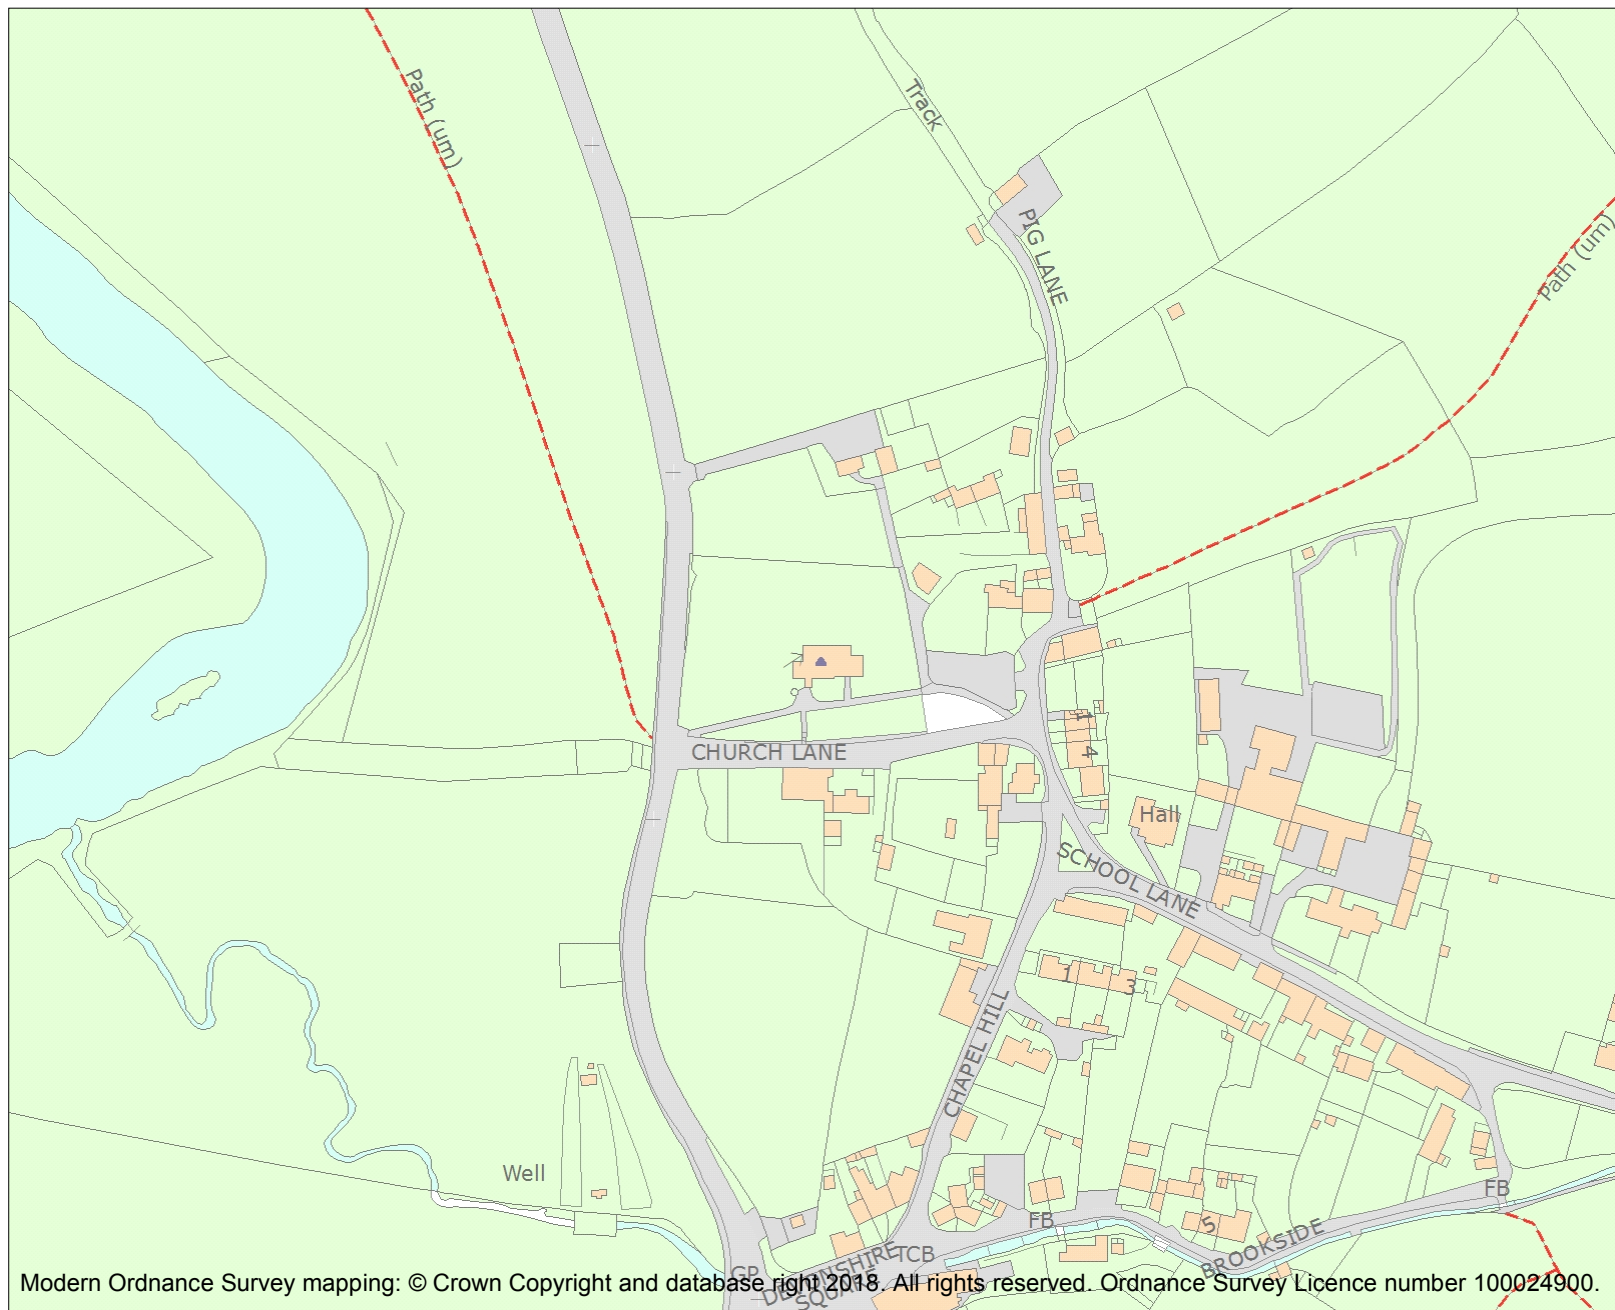 Path (um)
Track
PIG LANE
Path (um)
CHURCH LANE
1
4
Hall
SCHOOL LANE
1
3
CHAPEL HILL
Well
FB
FB
5
BROOKSIDE
TCB
GP
DEVONSHIRE
SQUARE
Modern Ordnance Survey mapping: © Crown Copyright and database right 2018. All rights reserved. Ordnance Survey Licence number 100024900.